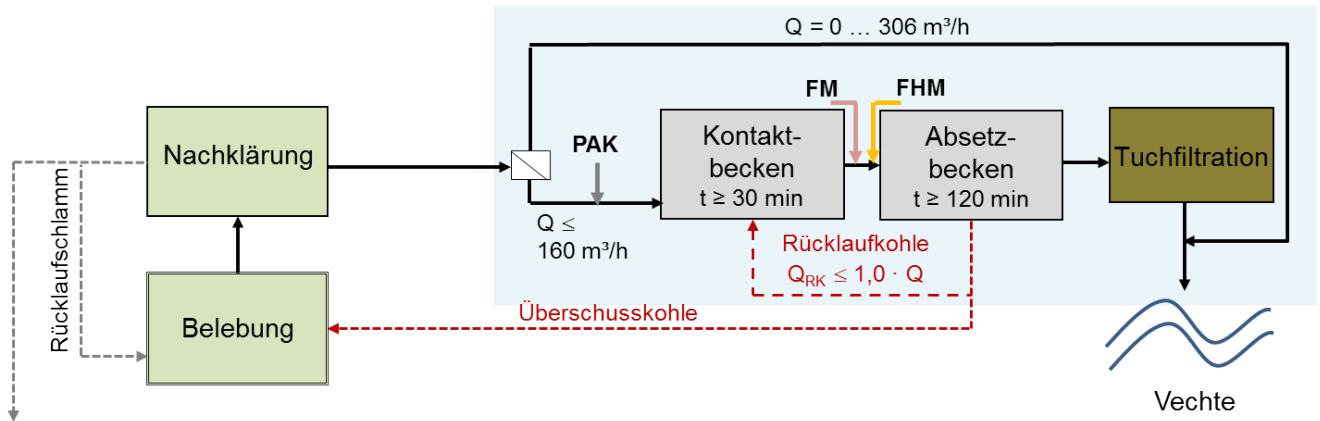 Q = 0 … 306 m³/h
FM
FHM
Nachklärung
PAK
Kontakt-
becken
t ≥ 30 min
Absetz-
becken
t ≥ 120 min
Tuchfiltration
Q ≤
160 m³/h
Rücklaufkohle
Q_RK ≤ 1,0 · Q
Rücklaufschlamm
Belebung
Überschusskohle
Vechte